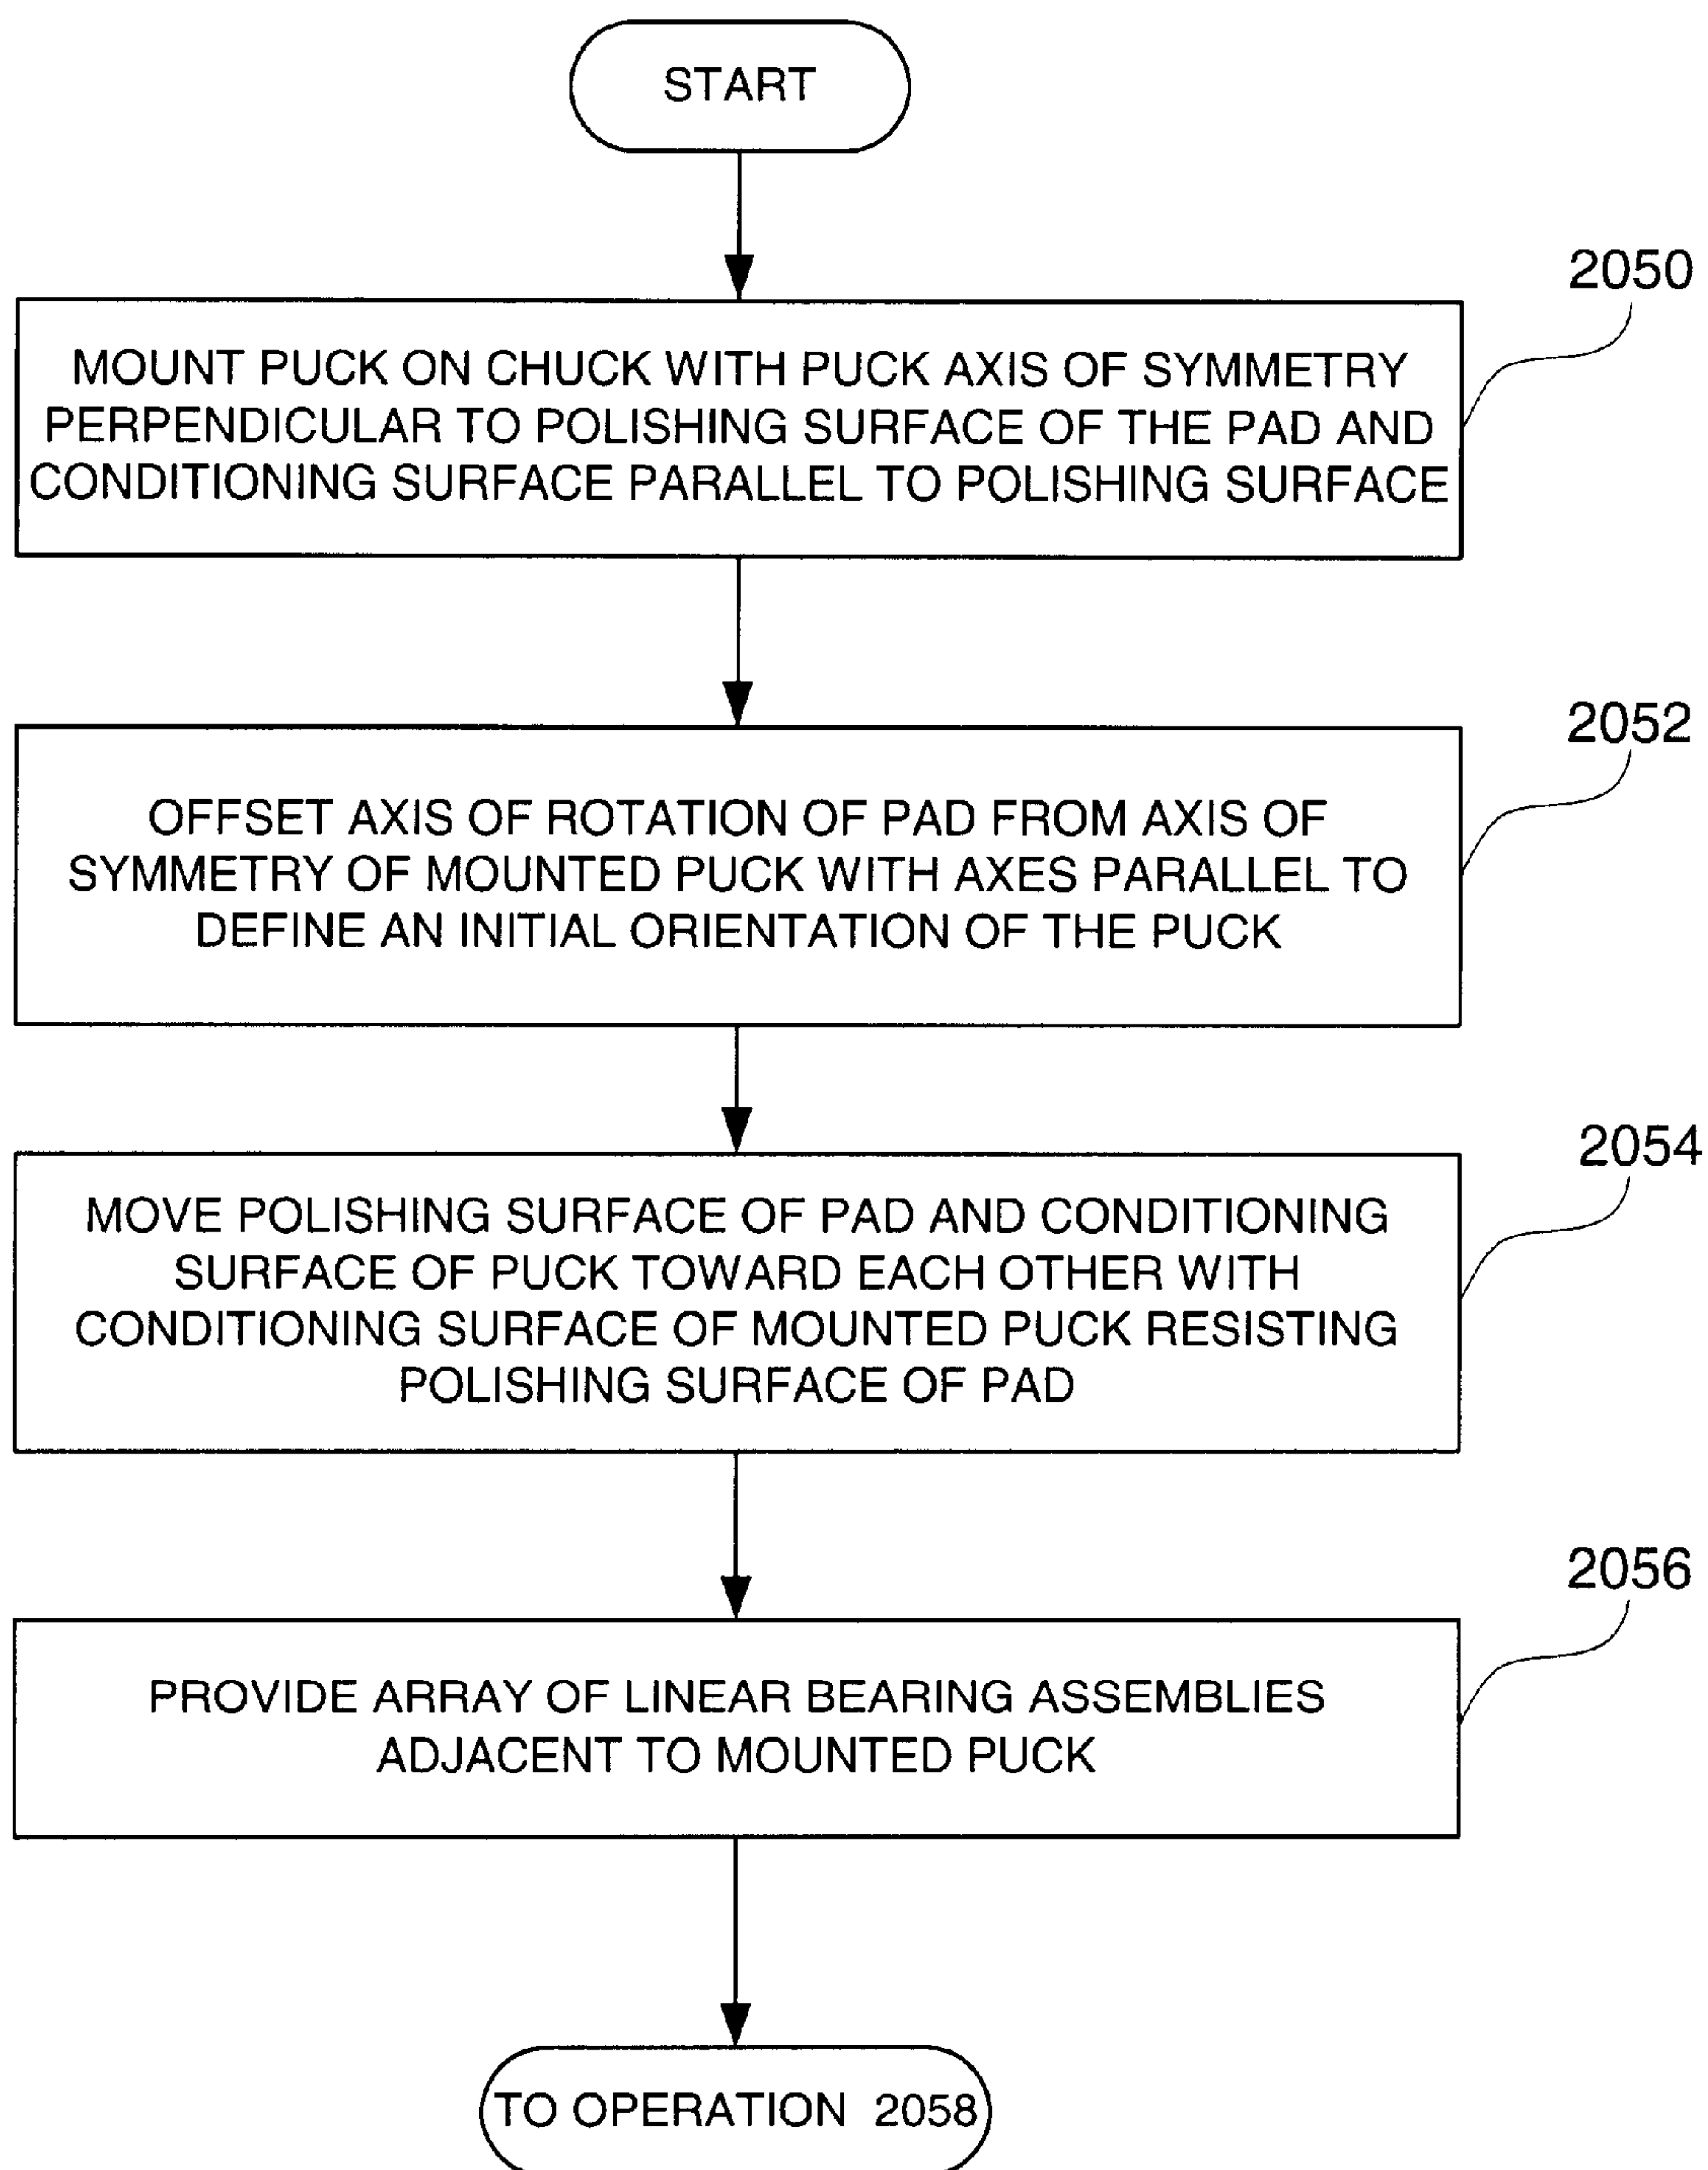 START
2050
MOUNT PUCK ON CHUCK WITH PUCK AXIS OF SYMMETRY
PERPENDICULAR TO POLISHING SURFACE OF THE PAD AND
CONDITIONING SURFACE PARALLEL TO POLISHING SURFACE
2052
OFFSET AXIS OF ROTATION OF PAD FROM AXIS OF
SYMMETRY OF MOUNTED PUCK WITH AXES PARALLEL TO
DEFINE AN INITIAL ORIENTATION OF THE PUCK
2054
MOVE POLISHING SURFACE OF PAD AND CONDITIONING
SURFACE OF PUCK TOWARD EACH OTHER WITH
CONDITIONING SURFACE OF MOUNTED PUCK RESISTING
POLISHING SURFACE OF PAD
2056
PROVIDE ARRAY OF LINEAR BEARING ASSEMBLIES
ADJACENT TO MOUNTED PUCK
TO OPERATION 2058